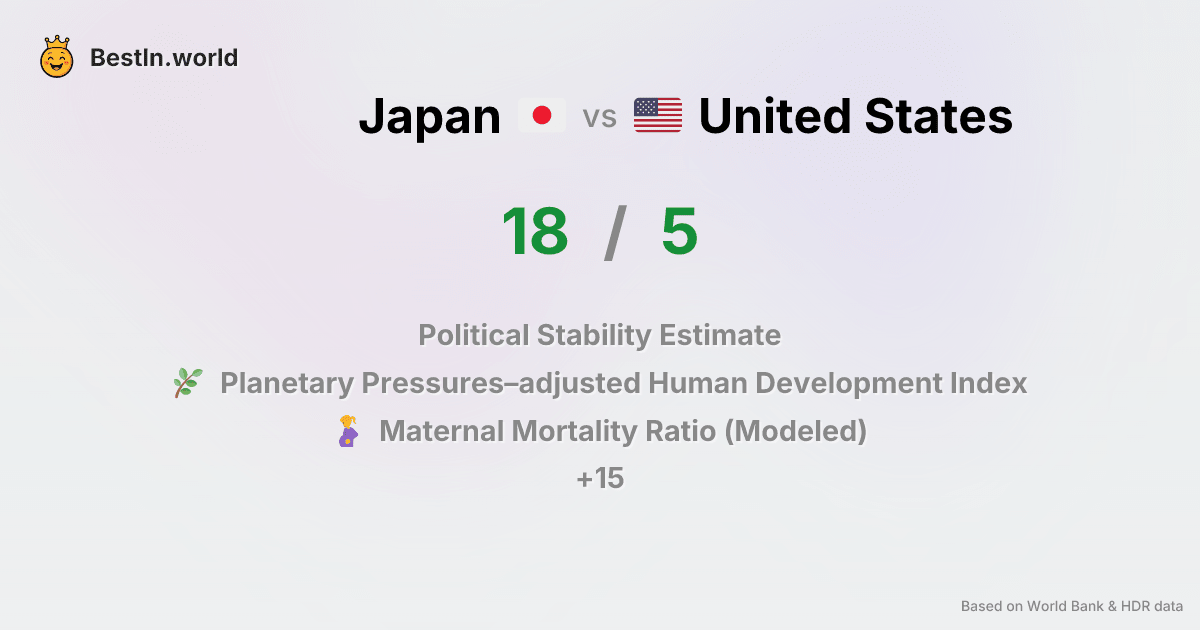 BestIn.world
Japan vs United States
18 / 5
Political Stability Estimate
Planetary Pressures–adjusted Human Development Index
Maternal Mortality Ratio (Modeled)
+15
Based on World Bank & HDR data